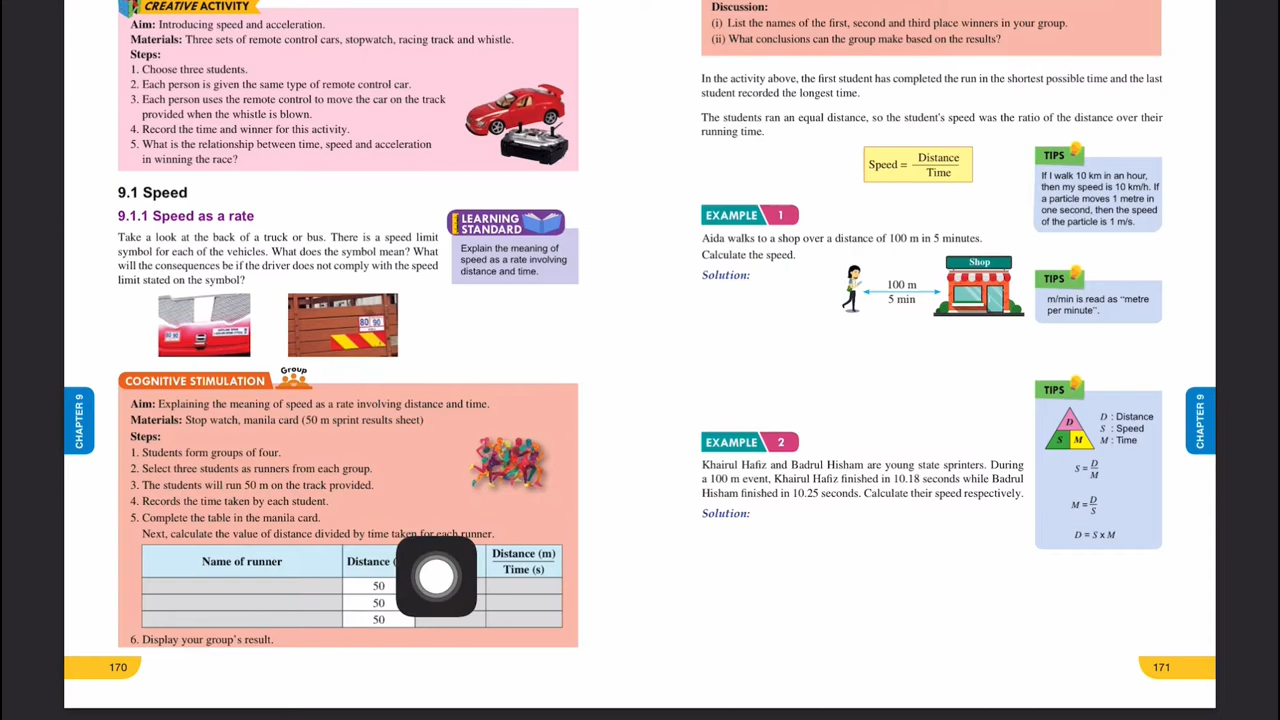 CREATIVE ACTIVITY
Aim: Introducing speed and acceleration.
Materials: Three sets of remote control cars, stopwatch, racing track and whistle.
Steps:
1. Choose three students.
2. Each person is given the same type of remote control car.
3. Each person uses the remote control to move the car on the track
provided when the whistle is blown.
4. Record the time and winner for this activity.
5. What is the relationship between time, speed and acceleration
in winning the race?
9.1 Speed
9.1.1 Speed as a rate
Take a look at the back of a truck or bus. There is a speed limit
symbol for each of the vehicles. What does the symbol mean? What
will the consequences be if the driver does not comply with the speed
limit stated on the symbol?
LEARNING
STANDARD
Explain the meaning of
speed as a rate involving
distance and time.
80 90
80 90
COGNITIVE STIMULATION
Group
Aim: Explaining the meaning of speed as a rate involving distance and time.
Materials: Stop watch, manila card (50 m sprint results sheet)
Steps:
1. Students form groups of four.
2. Select three students as runners from each group.
3. The students will run 50 m on the track provided.
4. Records the time taken by each student.
5. Complete the table in the manila card.
Next, calculate the value of distance divided by time taken for each runner.
Name of runner
Distance (
Distance (m)
Time (s)
50
50
50
6. Display your group's result.
CHAPTER 9
170
Discussion:
(i) List the names of the first, second and third place winners in your group.
(ii) What conclusions can the group make based on the results?
In the activity above, the first student has completed the run in the shortest possible time and the last
student recorded the longest time.
The students ran an equal distance, so the student's speed was the ratio of the distance over their
running time.
Speed = Distance
Time
TIPS
If I walk 10 km in an hour,
then my speed is 10 km/h. If
a particle moves 1 metre in
one second, then the speed
of the particle is 1 m/s.
EXAMPLE 1
Aida walks to a shop over a distance of 100 m in 5 minutes.
Calculate the speed.
Solution:
Shop
100 m
5 min
TIPS
m/min is read as "metre
per minute".
TIPS
D
S M
D : Distance
S : Speed
M : Time
S = D
M
M = D
S
D = S x M
EXAMPLE 2
Khairul Hafiz and Badrul Hisham are young state sprinters. During
a 100 m event, Khairul Hafiz finished in 10.18 seconds while Badrul
Hisham finished in 10.25 seconds. Calculate their speed respectively.
Solution:
CHAPTER 9
171